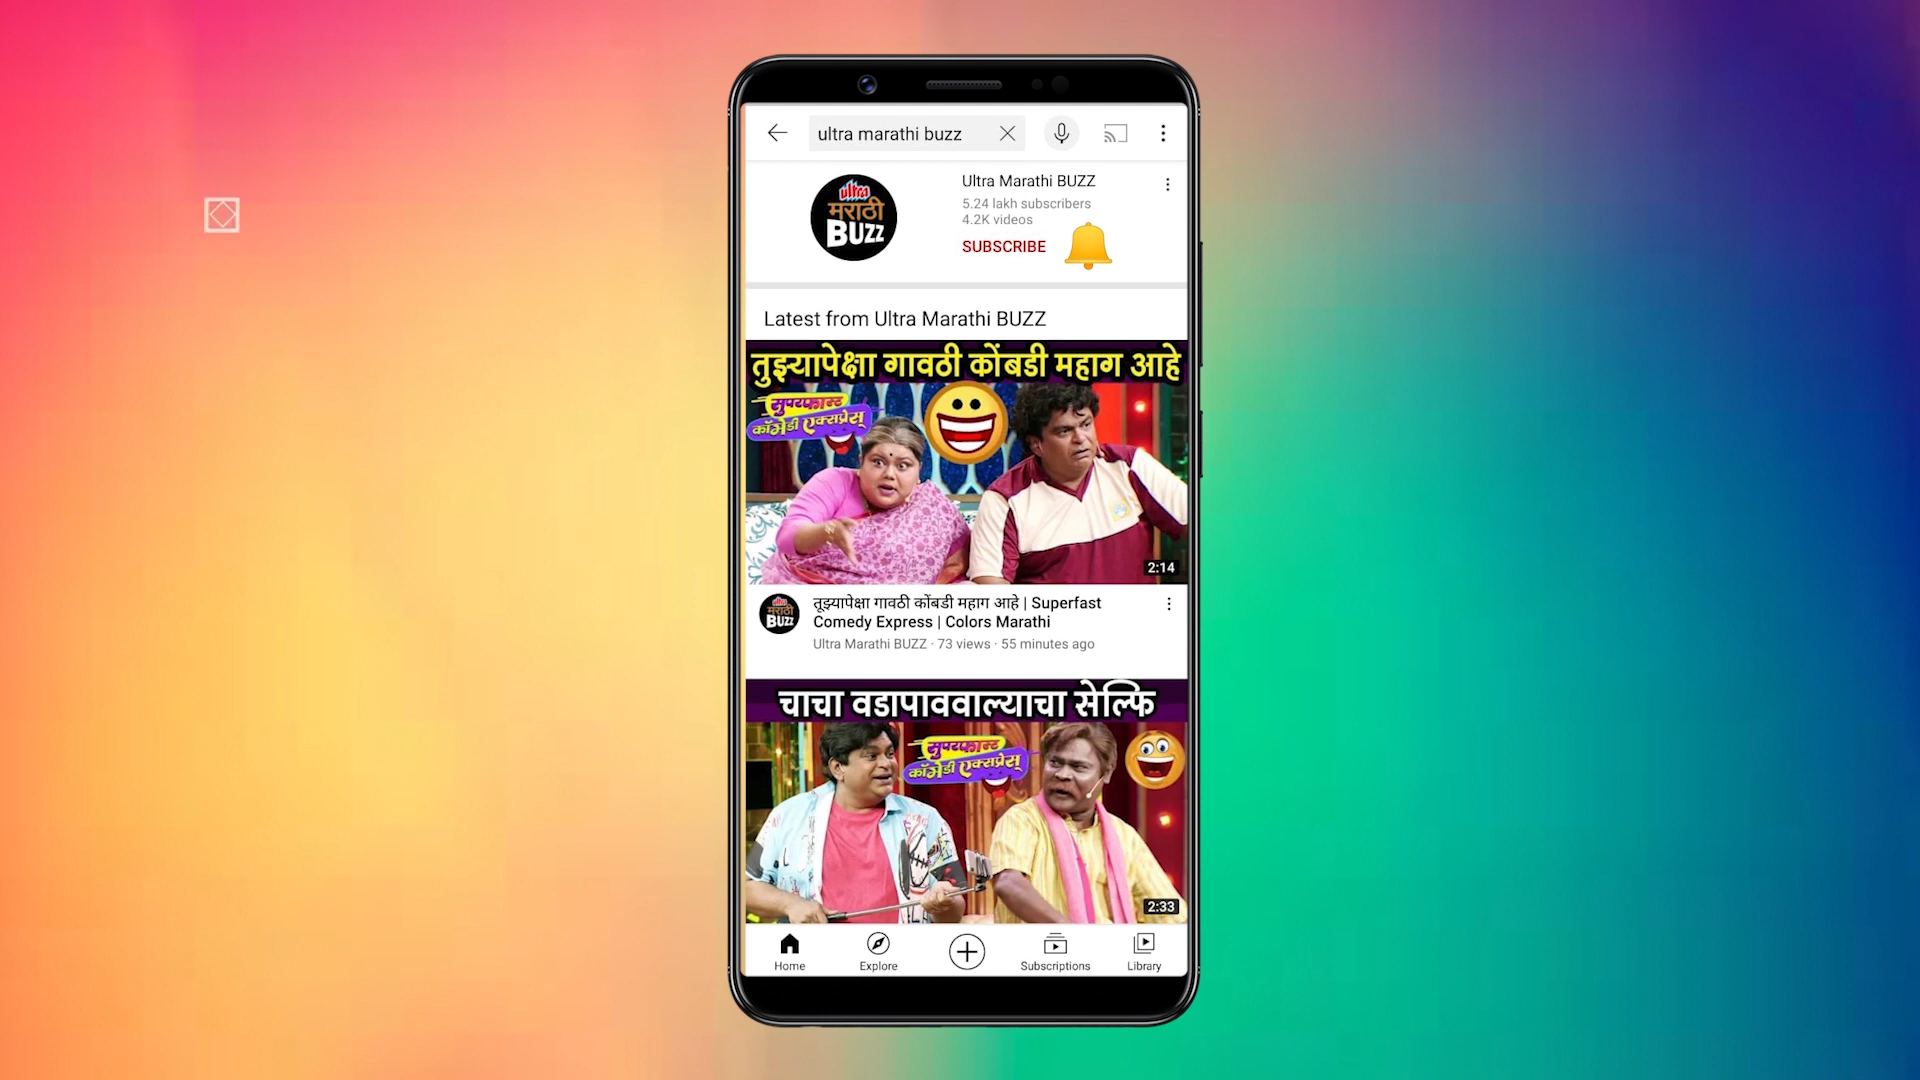 ultra marathi buzz
ultra
मराठी
BUZZ
Ultra Marathi BUZZ
5.24 lakh subscribers
4.2K videos
SUBSCRIBE
Latest from Ultra Marathi BUZZ
तुझ्यापेक्षा गावठी कोंबडी महाग आहे
सुपरफास्ट
कॉमेडी एक्सप्रेस्
2:14
ultra
मराठी
BUZZ
तूझ्यापेक्षा गावठी कोंबडी महाग आहे | Superfast
Comedy Express | Colors Marathi
Ultra Marathi BUZZ · 73 views · 55 minutes ago
चाचा वडापाववाल्याचा सेल्फि
सुपरफास्ट
कॉमेडी एक्सप्रेस्
2:33
Home
Explore
Subscriptions
Library